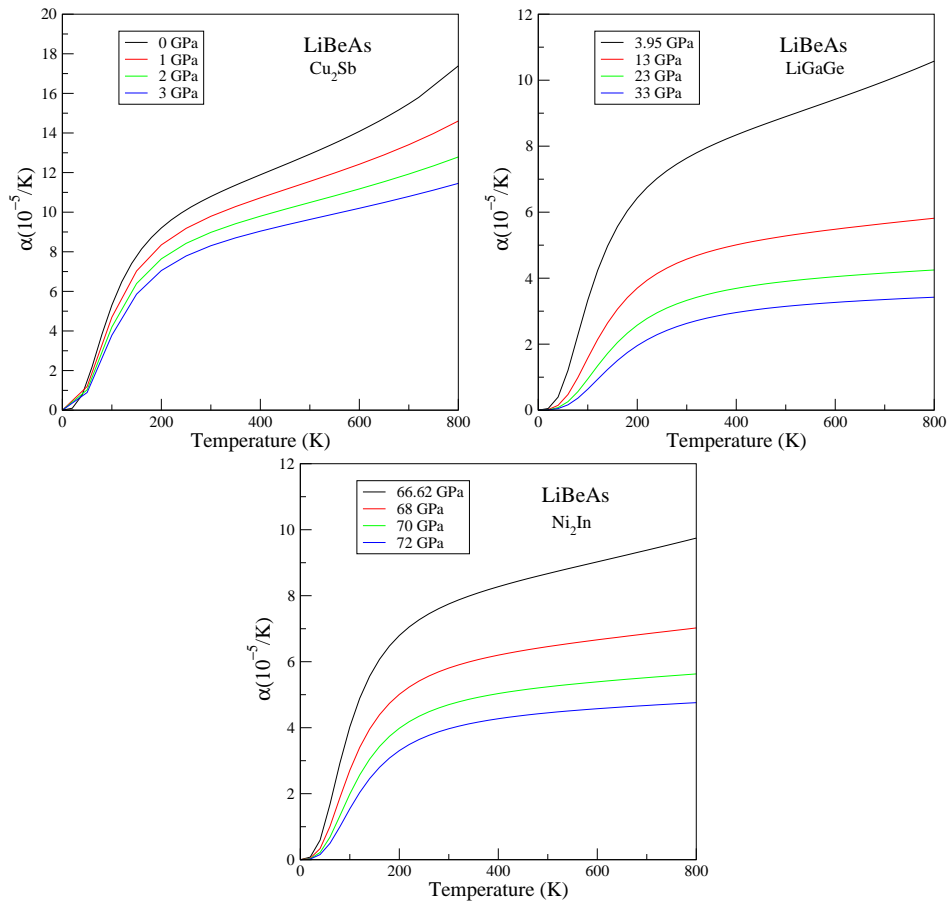 0 GPa
1 GPa
2 GPa
3 GPa
LiBeAs
Cu₂Sb
20
18
16
14
12
10
8
6
4
2
0
α(10⁻⁵/K)
0
200
400
600
800
Temperature (K)
3.95 GPa
13 GPa
23 GPa
33 GPa
LiBeAs
LiGaGe
12
10
8
6
4
2
0
α(10⁻⁵/K)
0
200
400
600
800
Temperature (K)
66.62 GPa
68 GPa
70 GPa
72 GPa
LiBeAs
Ni₂In
12
10
8
6
4
2
0
α(10⁻⁵/K)
0
200
400
600
800
Temperature (K)